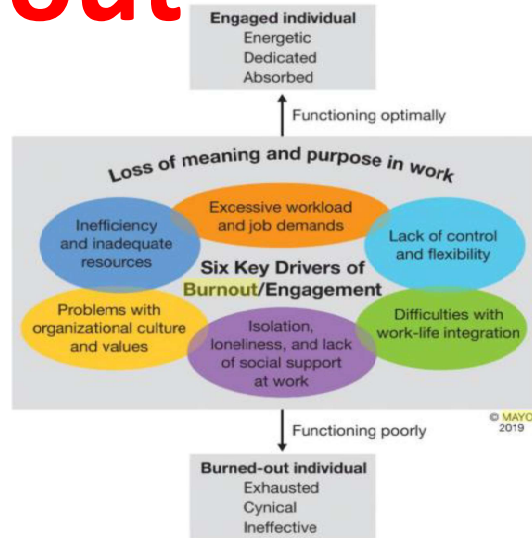 out
Engaged individual
Energetic
Dedicated
Absorbed
Functioning optimally
Loss of meaning and purpose in work
Excessive workload
and job demands
Inefficiency
and inadequate
resources
Lack of control
and flexibility
Six Key Drivers of
Burnout/Engagement
Problems with
organizational culture
and values
Isolation,
loneliness, and lack
of social support
at work
Difficulties with
work-life integration
© MAYO
2019
Functioning poorly
Burned-out individual
Exhausted
Cynical
Ineffective